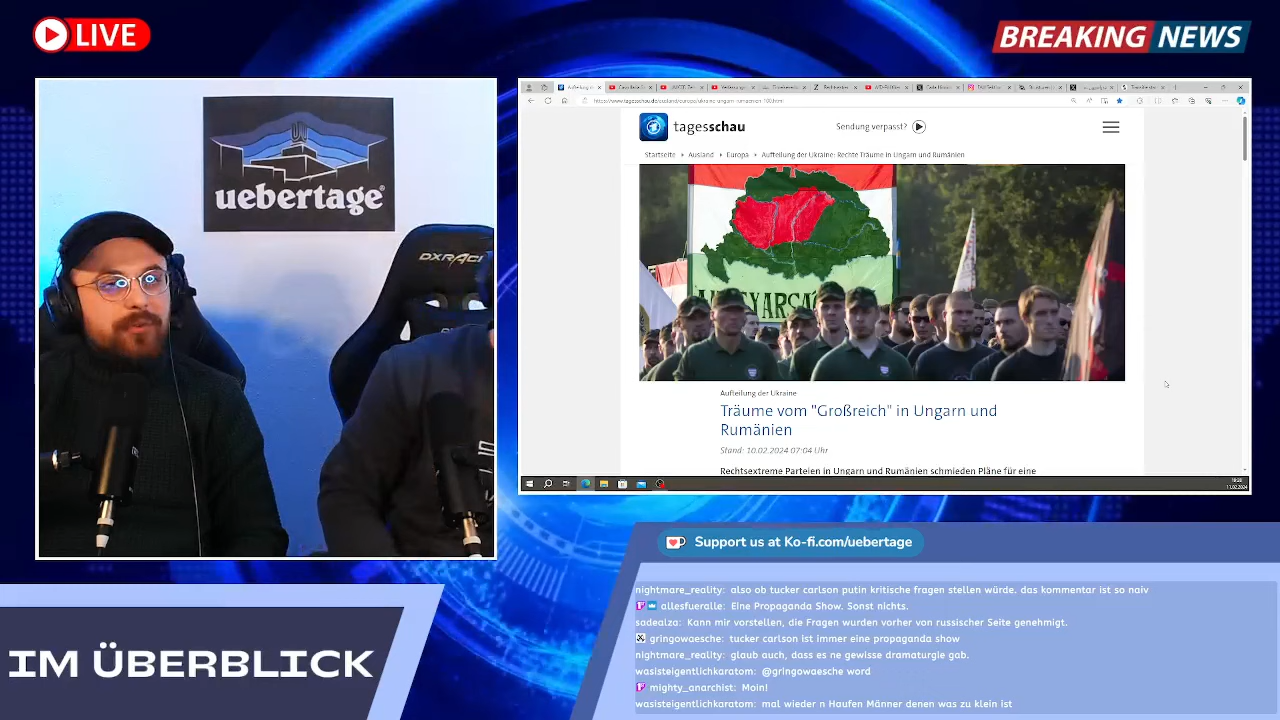 LIVE
BREAKING NEWS
uebertage
DXRACE
tagesschau
Sendung verpasst?
Startseite
Ausland
Europa
Aufteilung der Ukraine: Rechte Träume in Ungarn und Rumänien
Aufteilung der Ukraine
Träume vom "Großreich" in Ungarn und
Rumänien
Stand: 10.02.2024 07:04 Uhr
Rechtsextreme Parteien in Ungarn und Rumänien schmieden Pläne für eine
11.02.2024
Support us at Ko-fi.com/uebertage
nightmare_reality: also ob tucker carlson putin kritische fragen stellen würde. das kommentar ist so naiv
allesfueralle: Eine Propaganda Show. Sonst nichts.
sadealza: Kann mir vorstellen, die Fragen wurden vorher von russischer Seite genehmigt.
gringowaesche: tucker carlson ist immer eine propaganda show
nightmare_reality: glaub auch, dass es ne gewisse dramaturgie gab.
wasisteigentlichkaratom: @gringowaesche word
mighty_anarchist: Moin!
wasisteigentlichkaratom: mal wieder n Haufen Männer denen was zu klein ist
IM ÜBERBLICK